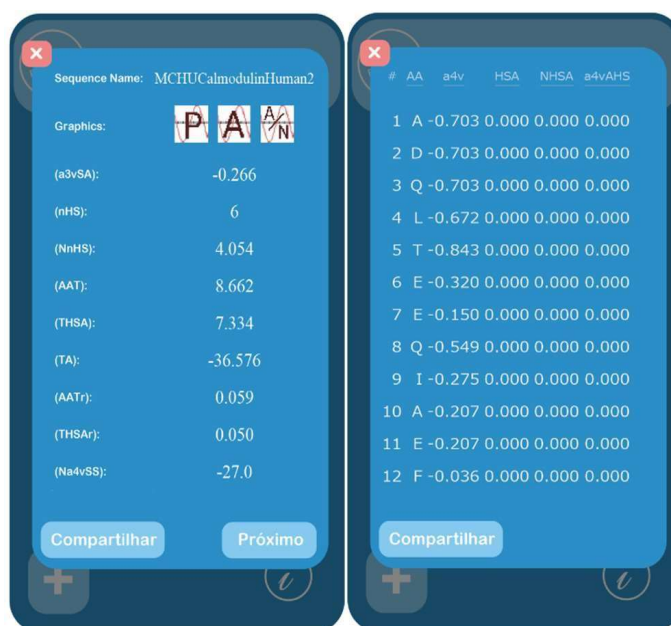 Sequence Name: MCHUCalmodulinHuman2
Graphics: P A A/N
(a3vSA): -0.266
(nHS): 6
(NnHS): 4.054
(AAT): 8.662
(THSA): 7.334
(TA): -36.576
(AATr): 0.059
(THSAr): 0.050
(Na4vSS): -27.0
Compartilhar Próximo
i
# AA a4v HSA NHSA a4vAHS
1 A -0.703 0.000 0.000 0.000
2 D -0.703 0.000 0.000 0.000
3 Q -0.703 0.000 0.000 0.000
4 L -0.672 0.000 0.000 0.000
5 T -0.843 0.000 0.000 0.000
6 E -0.320 0.000 0.000 0.000
7 E -0.150 0.000 0.000 0.000
8 Q -0.549 0.000 0.000 0.000
9 I -0.275 0.000 0.000 0.000
10 A -0.207 0.000 0.000 0.000
11 E -0.207 0.000 0.000 0.000
12 F -0.036 0.000 0.000 0.000
Compartilhar
i